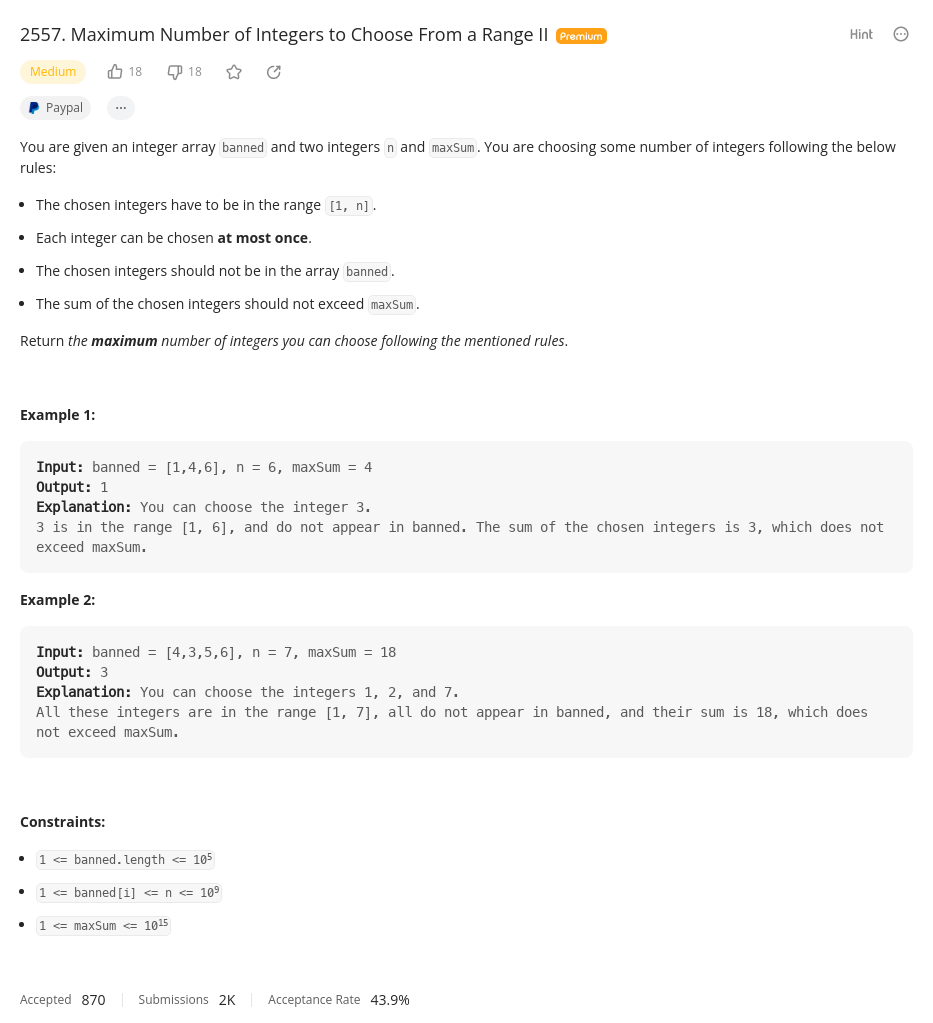 2557. Maximum Number of Integers to Choose From a Range II Premium Hint
Medium 18 18
Paypal ...
You are given an integer array banned and two integers n and maxSum. You are choosing some number of integers following the below
rules:
• The chosen integers have to be in the range [1, n].
• Each integer can be chosen at most once.
• The chosen integers should not be in the array banned.
• The sum of the chosen integers should not exceed maxSum.
Return the maximum number of integers you can choose following the mentioned rules.
Example 1:
Input: banned = [1,4,6], n = 6, maxSum = 4
Output: 1
Explanation: You can choose the integer 3.
3 is in the range [1, 6], and do not appear in banned. The sum of the chosen integers is 3, which does not
exceed maxSum.
Example 2:
Input: banned = [4,3,5,6], n = 7, maxSum = 18
Output: 3
Explanation: You can choose the integers 1, 2, and 7.
All these integers are in the range [1, 7], all do not appear in banned, and their sum is 18, which does
not exceed maxSum.
Constraints:
• 1 <= banned.length <= 10⁵
• 1 <= banned[i] <= n <= 10⁹
• 1 <= maxSum <= 10¹⁵
Accepted 870 Submissions 2K Acceptance Rate 43.9%